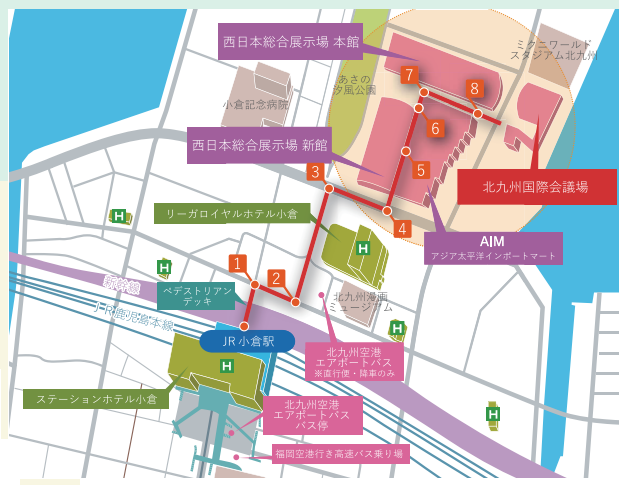 西日本総合展示場 本館
ミクニワールド
スタジアム北九州
あさの
汐風公園
小倉記念病院
7
8
6
西日本総合展示場 新館
5
3
北九州国際会議場
4
リーガロイヤルホテル小倉
H
H
AIM
アジア太平洋インポートマート
H
H
1
2
新幹線
ペデストリアン
デッキ
北九州漫画
ミュージアム
JR鹿児島本線
H
JR 小倉駅
北九州空港
エアポートバス
※直行便・降車のみ
H
ステーションホテル小倉
北九州空港
エアポートバス
バス停
H
福岡空港行き高速バス乗り場